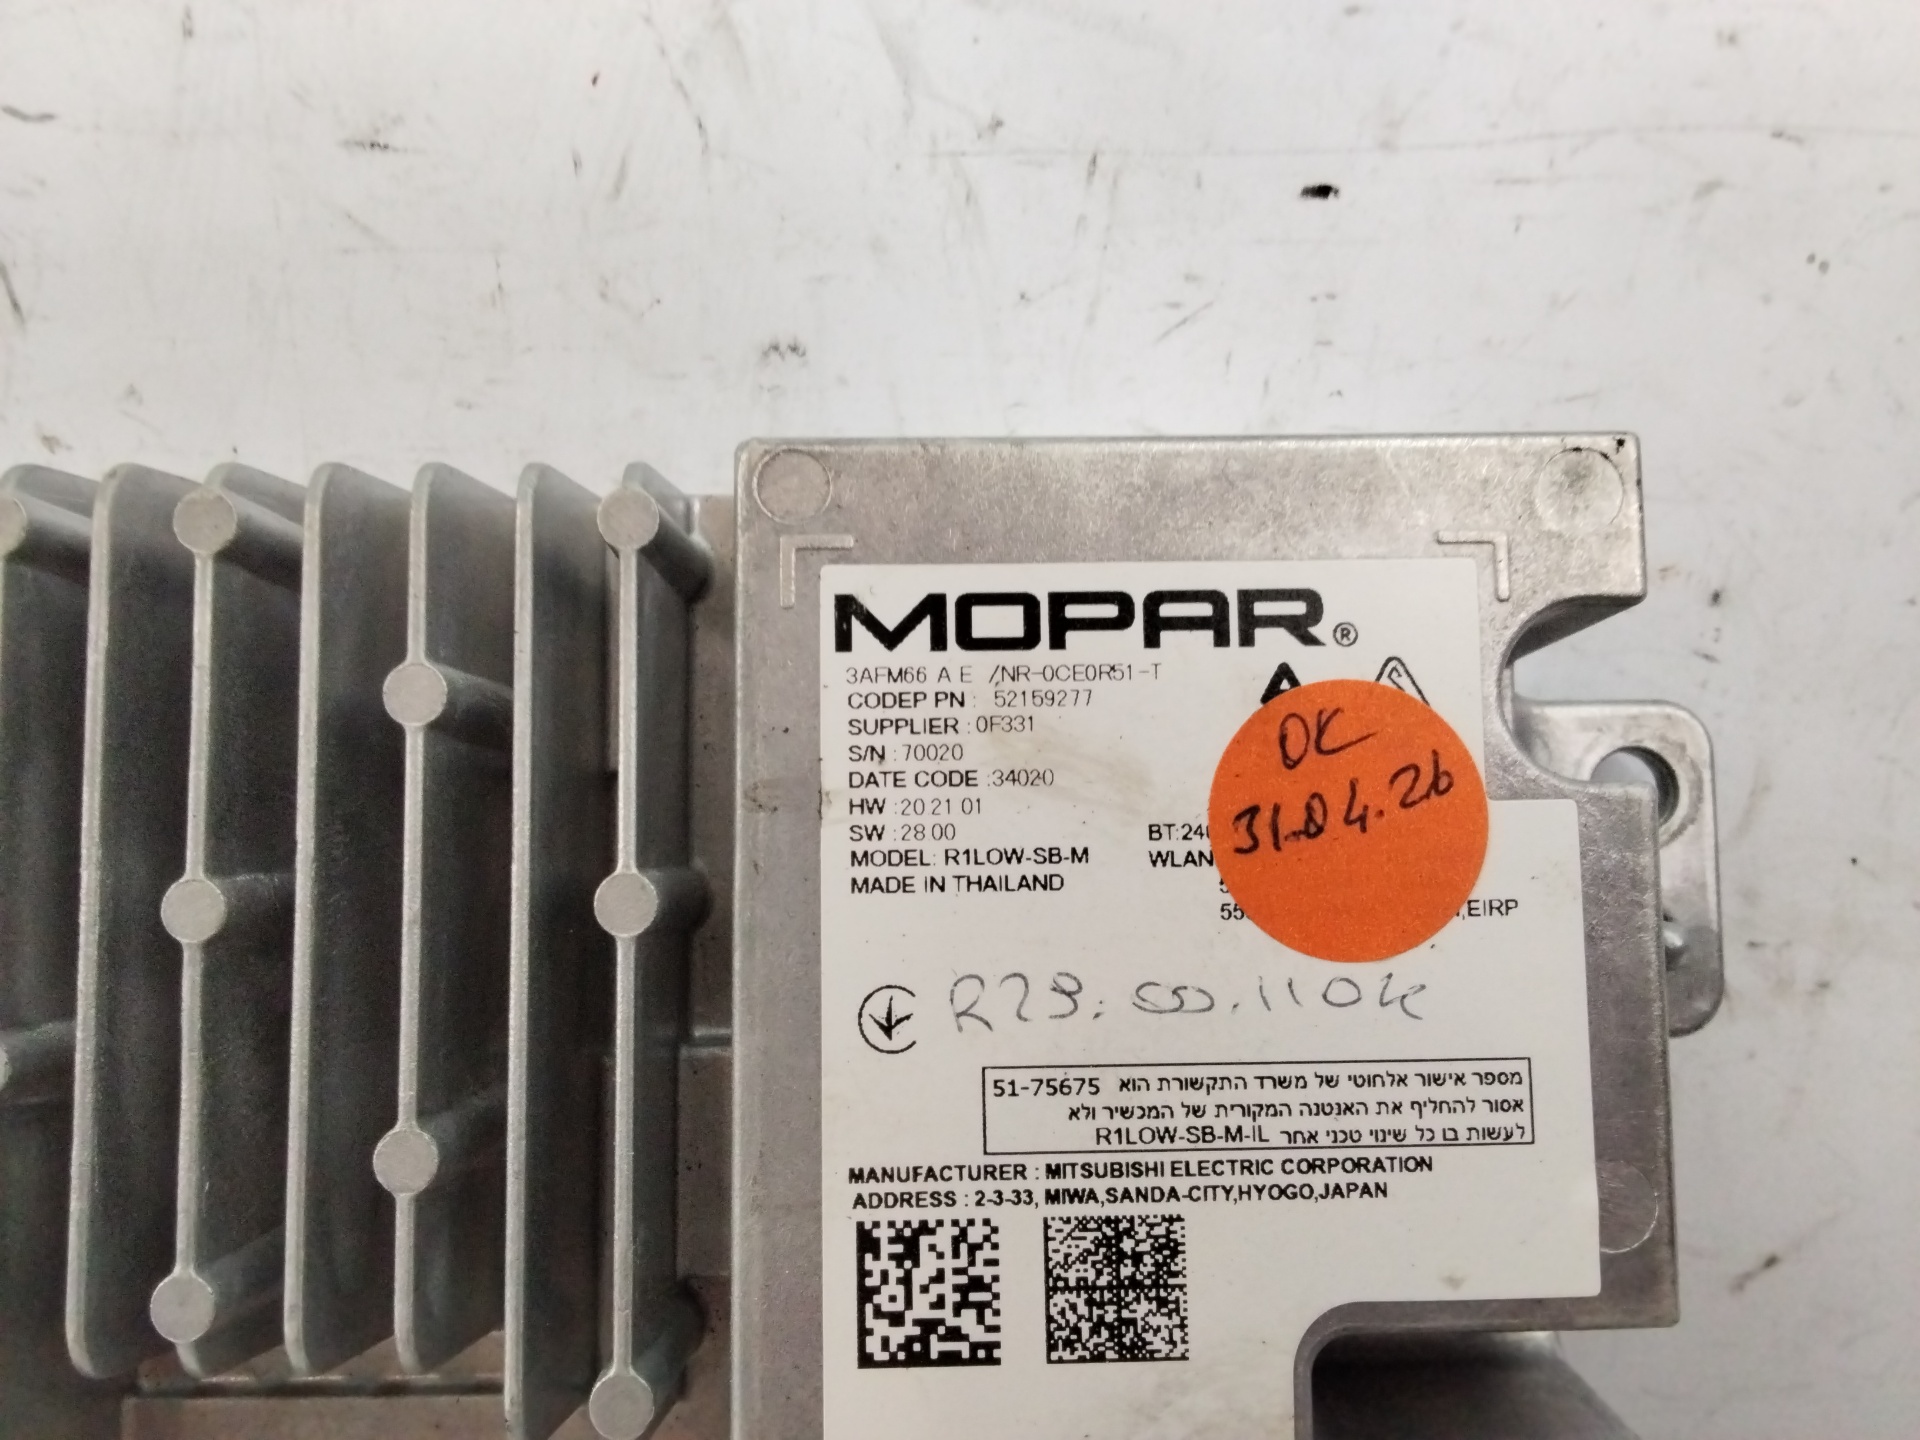 MOPAR®
3AFM66 A E /NR-0CE0R51-T
CODEP PN : 52159277
SUPPLIER : 0F331
S/N : 70020
DATE CODE :34020
HW :20 21 01
SW :28 00
MODEL: R1LOW-SB-M
MADE IN THAILAND
BT:24
WLAN
,EIRP
OK
31.04.26
51-75675 מספר אישור אלחוטי של משרד התקשורת הוא
אסור להחליף את האנטנה המקורית של המכשיר ולא
לעשות בו כל שינוי טכני אחר R1LOW-SB-M-IL
MANUFACTURER : MITSUBISHI ELECTRIC CORPORATION
ADDRESS : 2-3-33, MIWA,SANDA-CITY,HYOGO,JAPAN